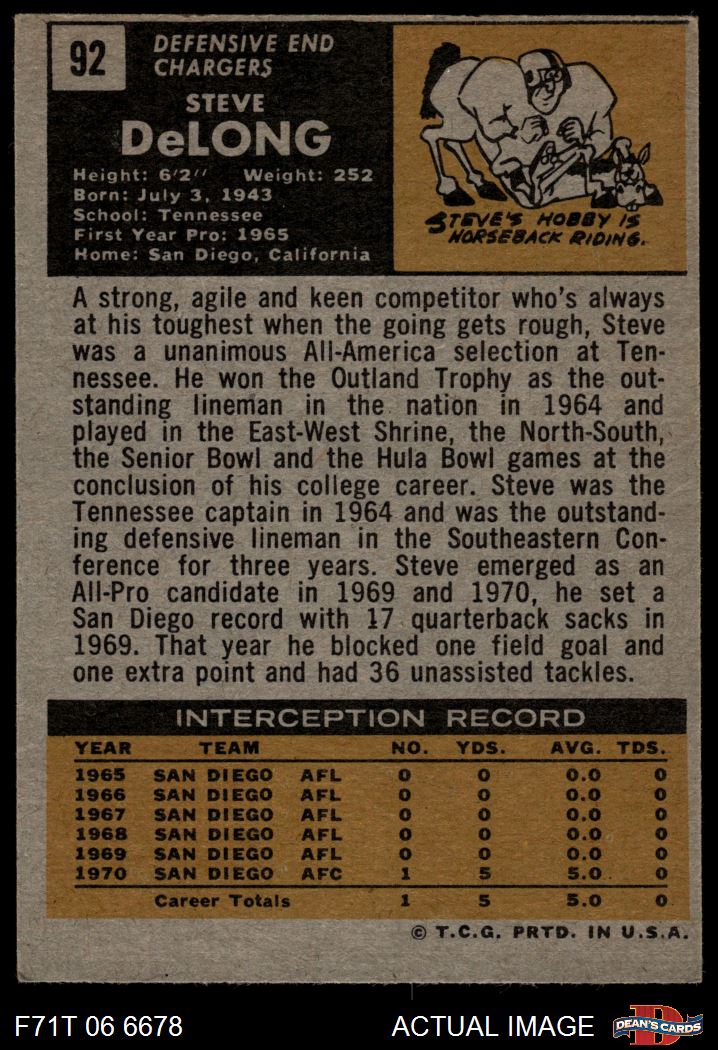 92
DEFENSIVE END
CHARGERS
STEVE
DeLONG
Height: 6'2" Weight: 252
Born: July 3, 1943
School: Tennessee
First Year Pro: 1965
Home: San Diego, California
STEVE'S HOBBY IS
HORSEBACK RIDING.
A strong, agile and keen competitor who's always
at his toughest when the going gets rough, Steve
was a unanimous All-America selection at Ten-
nessee. He won the Outland Trophy as the out-
standing lineman in the nation in 1964 and
played in the East-West Shrine, the North-South,
the Senior Bowl and the Hula Bowl games at the
conclusion of his college career. Steve was the
Tennessee captain in 1964 and was the outstand-
ing defensive lineman in the Southeastern Con-
ference for three years. Steve emerged as an
All-Pro candidate in 1969 and 1970, he set a
San Diego record with 17 quarterback sacks in
1969. That year he blocked one field goal and
one extra point and had 36 unassisted tackles.
INTERCEPTION RECORD
YEAR TEAM NO. YDS. AVG. TDS.
1965 SAN DIEGO AFL 0 0 0.0 0
1966 SAN DIEGO AFL 0 0 0.0 0
1967 SAN DIEGO AFL 0 0 0.0 0
1968 SAN DIEGO AFL 0 0 0.0 0
1969 SAN DIEGO AFL 0 0 0.0 0
1970 SAN DIEGO AFC 1 5 5.0 0
Career Totals 1 5 5.0 0
© T.C.G. PRTD. IN U.S.A.
F71T 06 6678 ACTUAL IMAGE DEAN'S CARDS